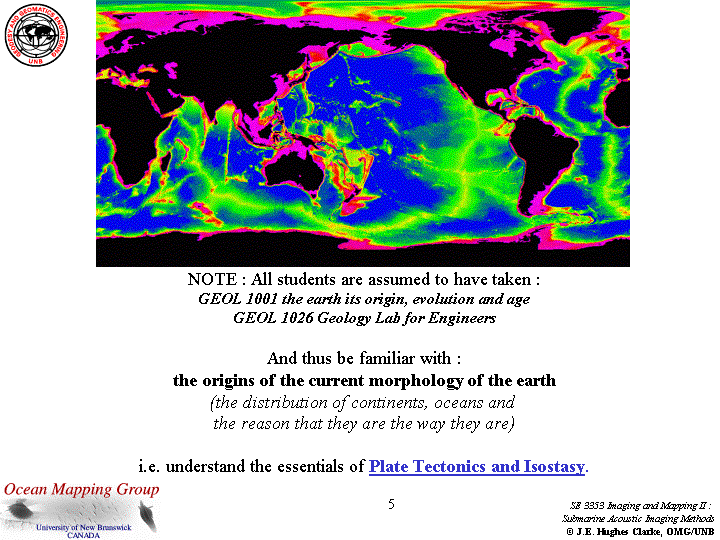 GEODESY AND GEOMATICS ENGINEERING
UNB
NOTE : All students are assumed to have taken :
GEOL 1001 the earth its origin, evolution and age
GEOL 1026 Geology Lab for Engineers
And thus be familiar with :
the origins of the current morphology of the earth
(the distribution of continents, oceans and
the reason that they are the way they are)
i.e. understand the essentials of Plate Tectonics and Isostasy.
Ocean Mapping Group
University of New Brunswick
CANADA
5
SE 3353 Imaging and Mapping II :
Submarine Acoustic Imaging Methods
© J.E. Hughes Clarke, OMG/UNB